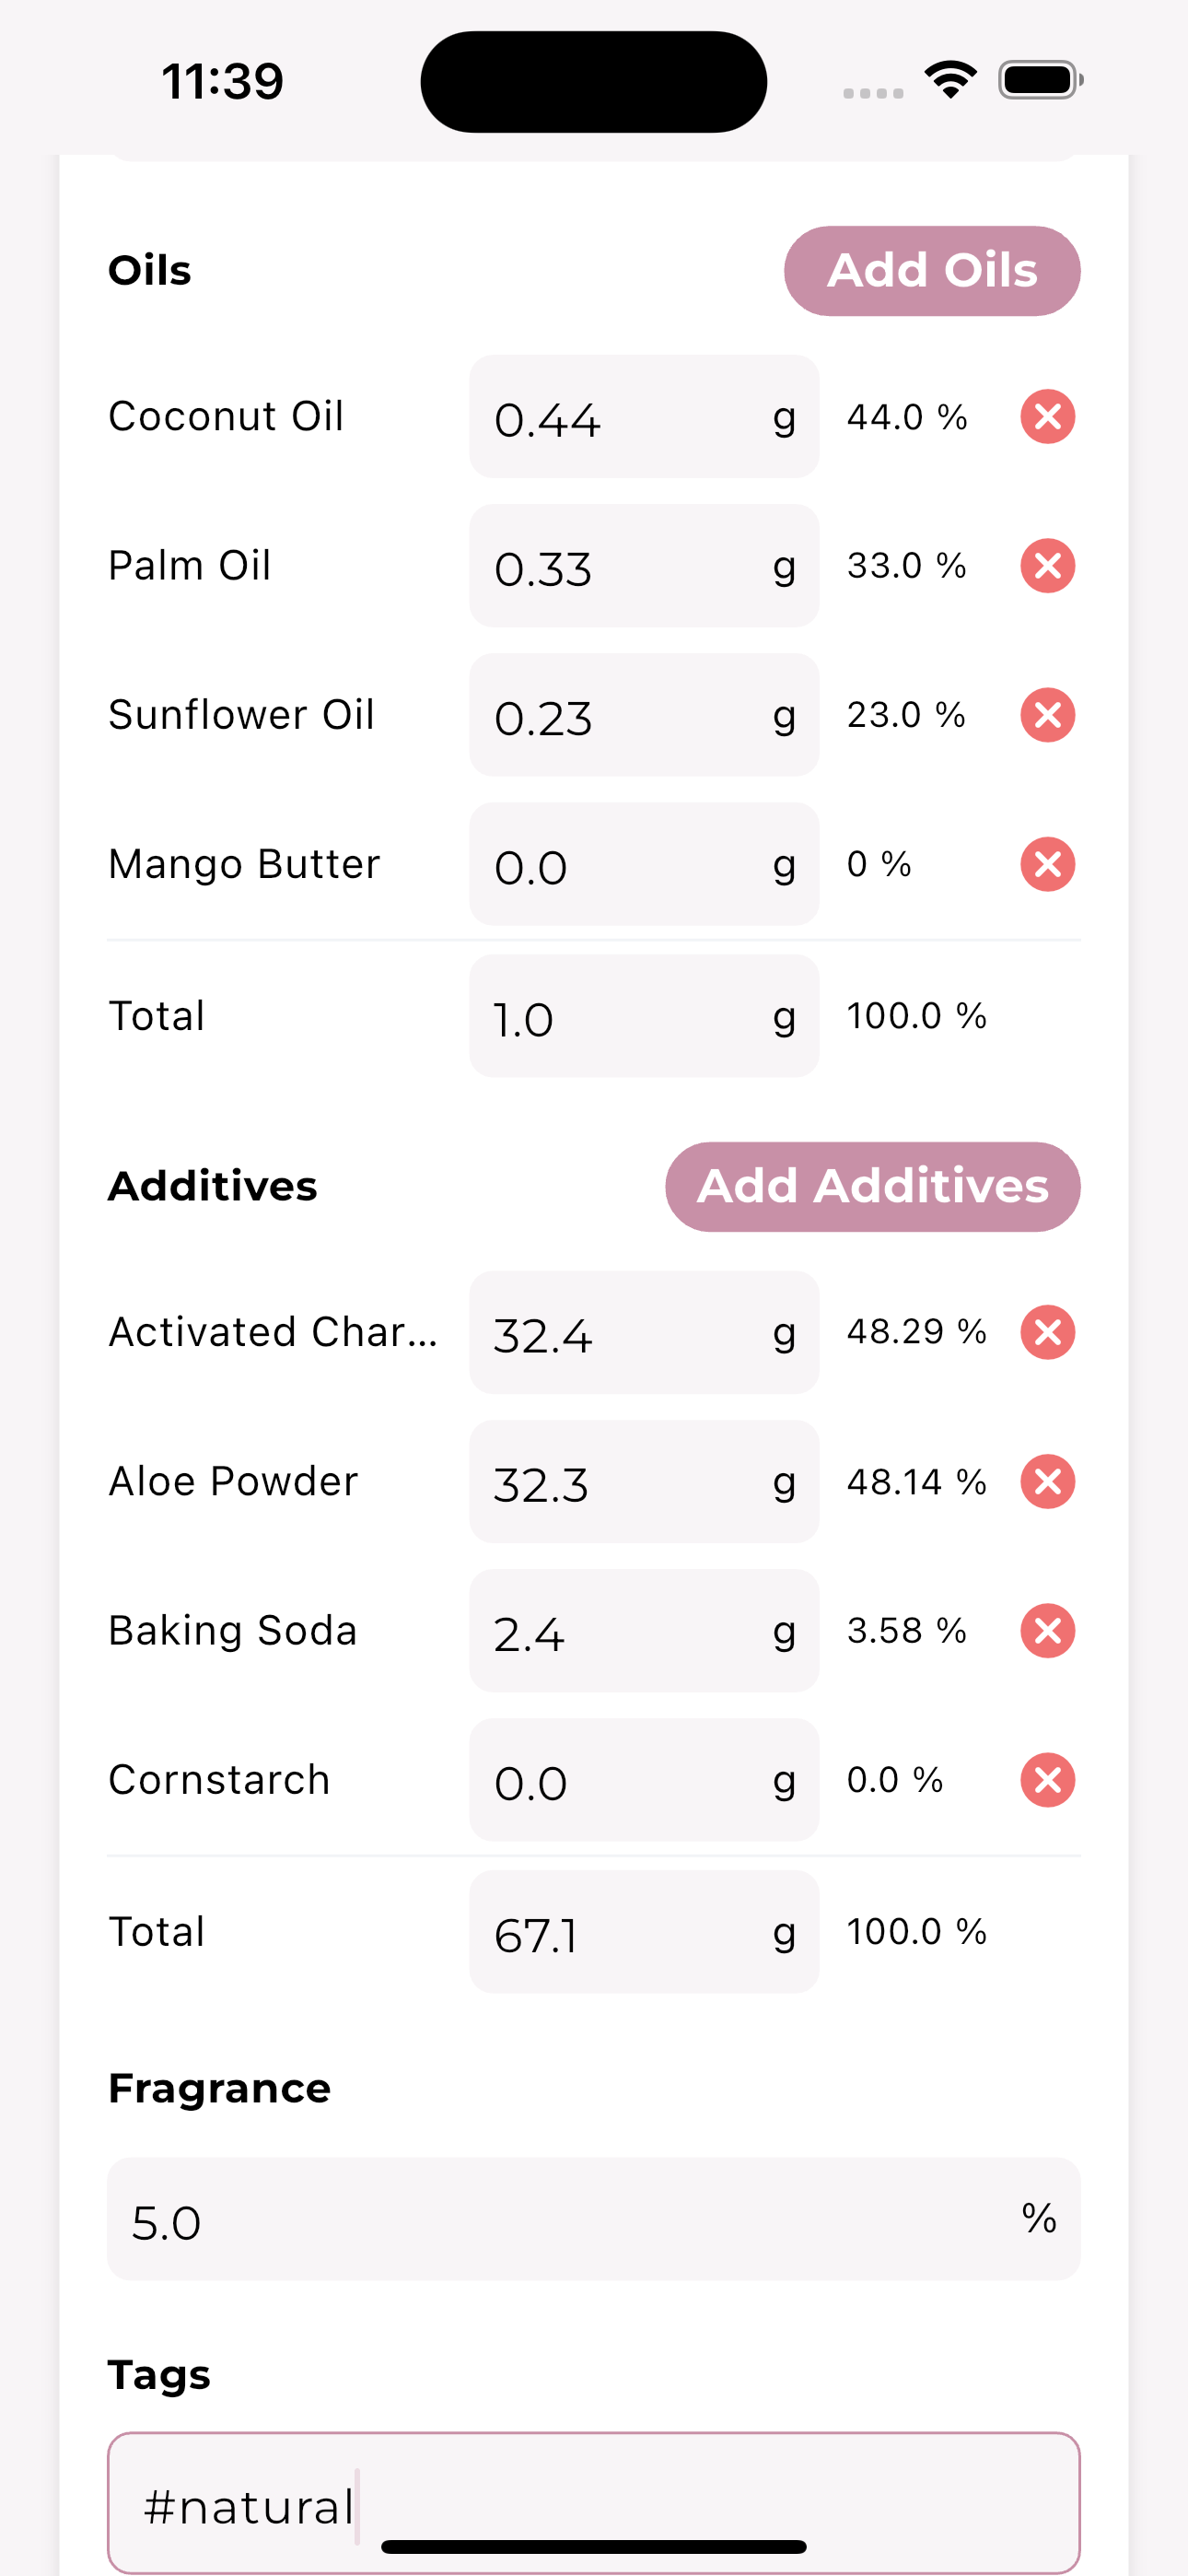 11:39
Oils Add Oils
Coconut Oil 0.44 g 44.0 %
Palm Oil 0.33 g 33.0 %
Sunflower Oil 0.23 g 23.0 %
Mango Butter 0.0 g 0 %
Total 1.0 g 100.0 %
Additives Add Additives
Activated Char... 32.4 g 48.29 %
Aloe Powder 32.3 g 48.14 %
Baking Soda 2.4 g 3.58 %
Cornstarch 0.0 g 0.0 %
Total 67.1 g 100.0 %
Fragrance
5.0 %
Tags
#natural